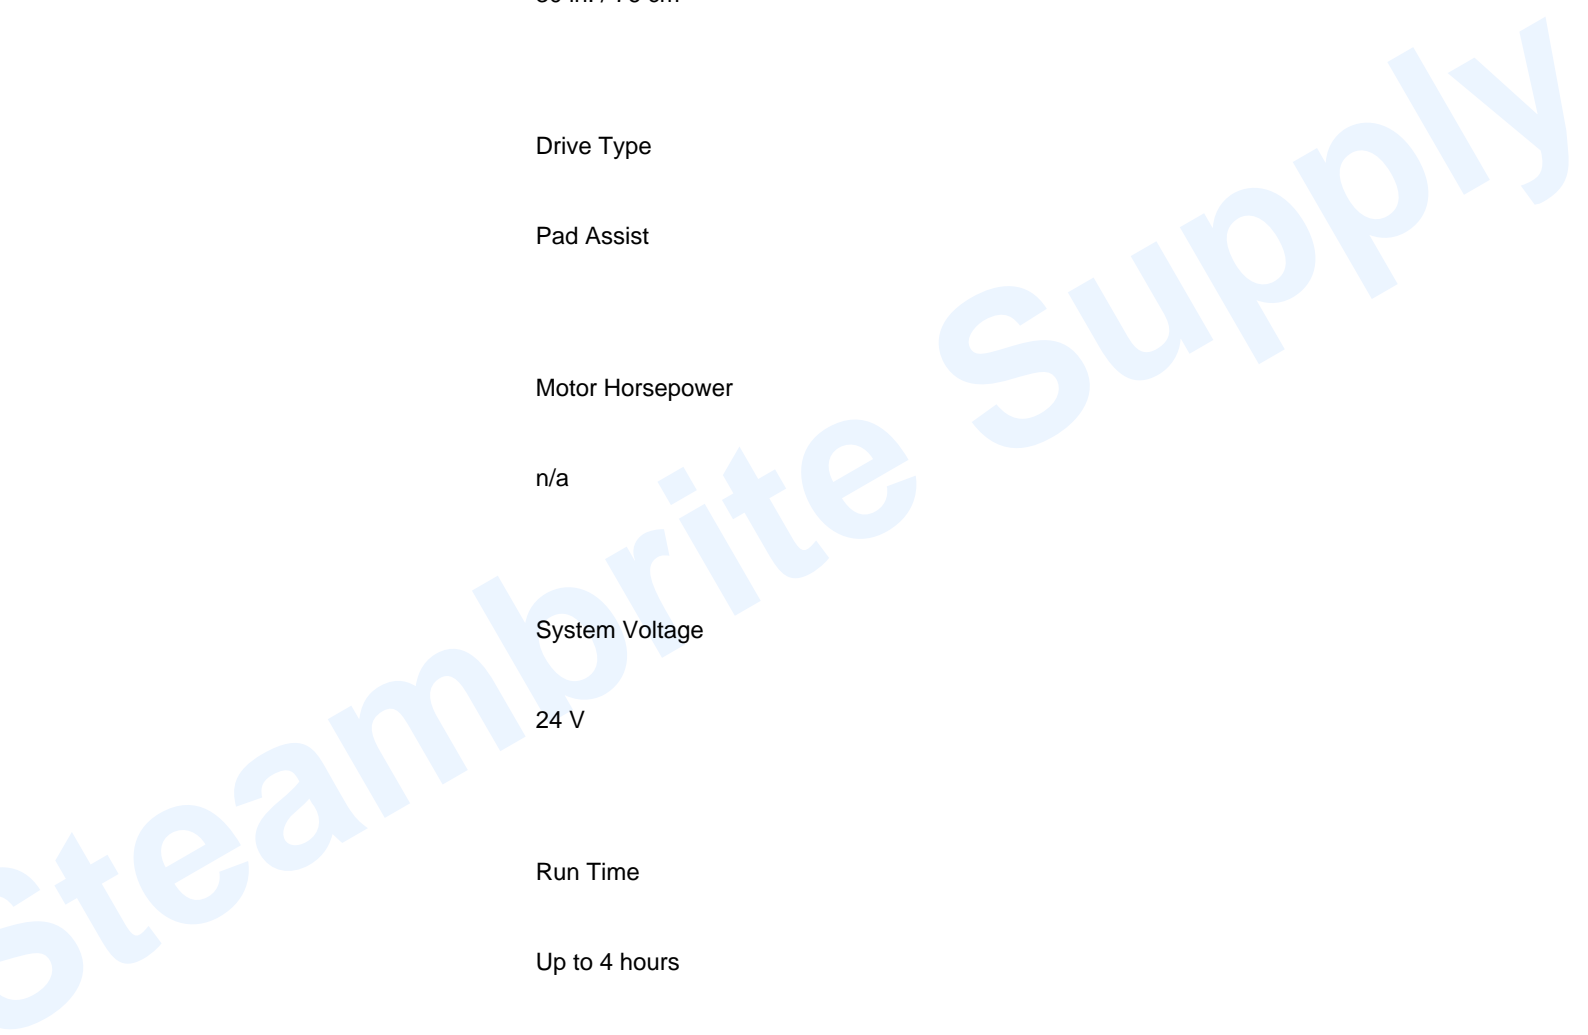 Drive Type
Pad Assist
Motor Horsepower
n/a
System Voltage
24 V
Run Time
Up to 4 hours
Steambrite Supply